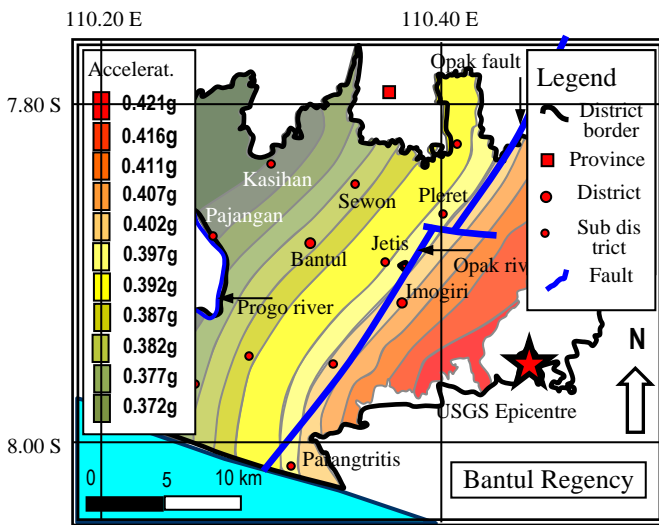 110.20
110.40
Opak fault
Accelerat.
0.421g
0.416g
0.411g
0.407g
0.402g
0.397g
0.392g
0.387g
0.382g
0.377g
0.372g
7.80 S
8.00 S
Legend
District
border
Province
District
Sub dis
trict
Fault
Kasihan
Sewon
Pleret
Pajangan
Bantul
Jetis
Opak riv
Progo river
Imogiri
N
USGS Epicentre
Parangtritis
0
5
10 km
Bantul Regency